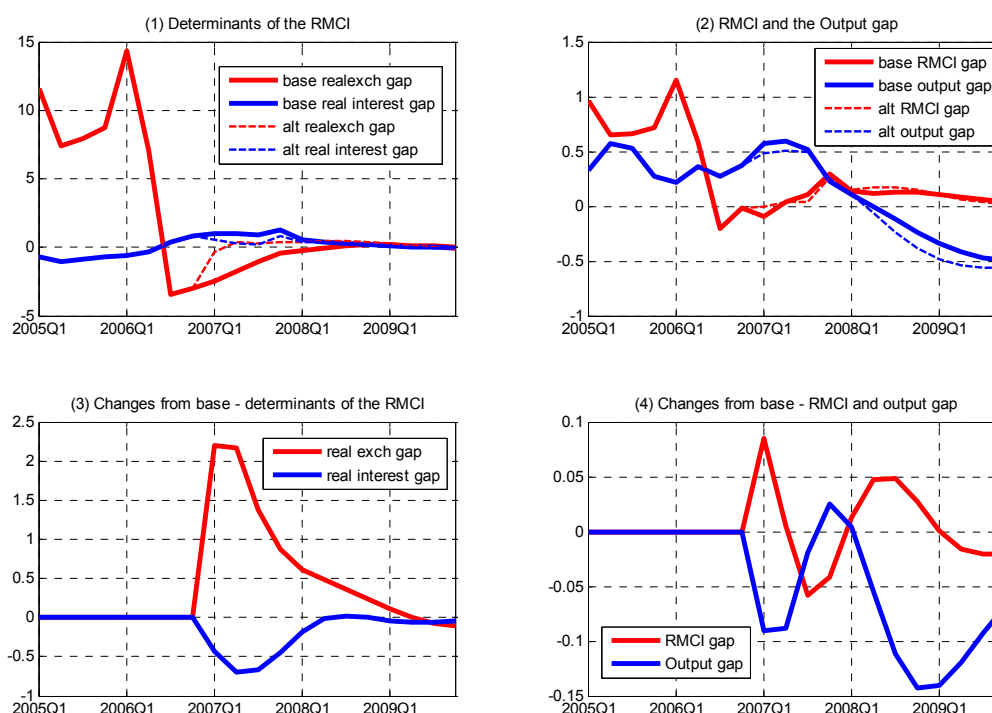 (1) Determinants of the RMCI
15
10
5
0
-5
2005Q1 2006Q1 2007Q1 2008Q1 2009Q1
base realexch gap
base real interest gap
alt realexch gap
alt real interest gap
(2) RMCI and the Output gap
1.5
1
0.5
0
-0.5
-1
2005Q1 2006Q1 2007Q1 2008Q1 2009Q1
base RMCI gap
base output gap
alt RMCI gap
alt output gap
(3) Changes from base - determinants of the RMCI
2.5
2
1.5
1
0.5
0
-0.5
-1
2005Q1 2006Q1 2007Q1 2008Q1 2009Q1
real exch gap
real interest gap
(4) Changes from base - RMCI and output gap
0.1
0.05
0
-0.05
-0.1
-0.15
2005Q1 2006Q1 2007Q1 2008Q1 2009Q1
RMCI gap
Output gap